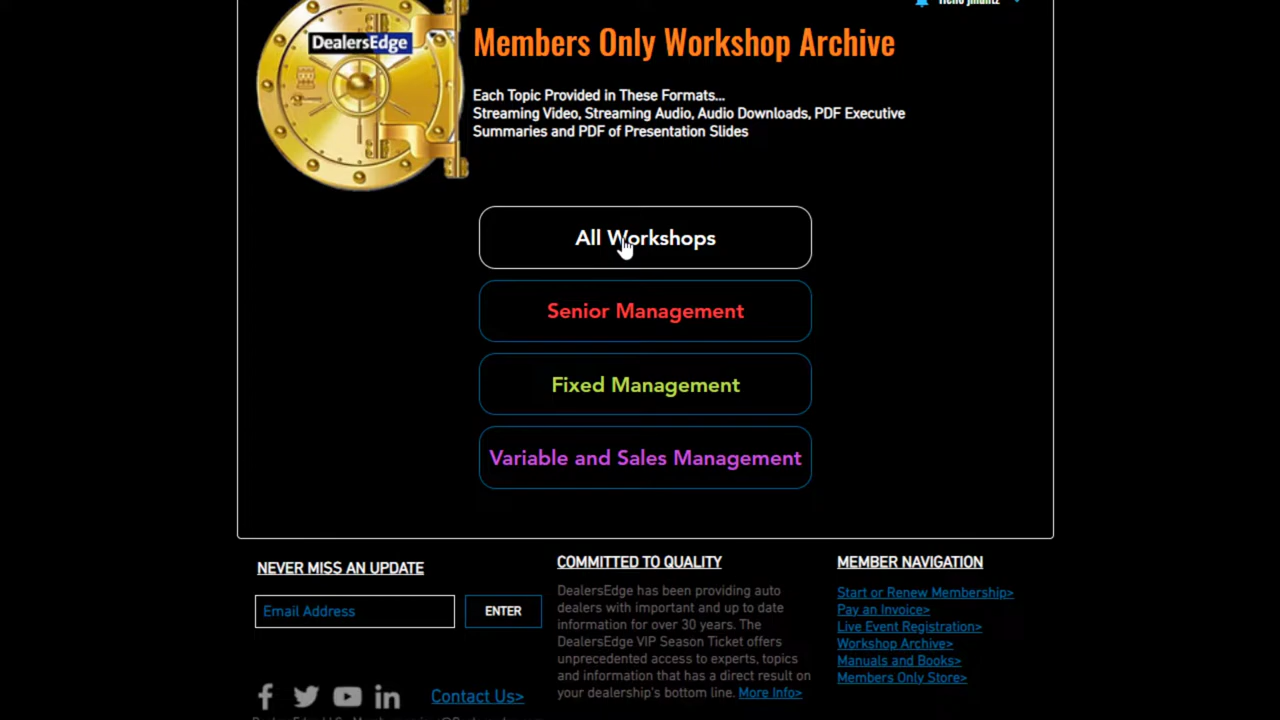 Hello jmuntz
DealersEdge
Members Only Workshop Archive
Each Topic Provided in These Formats...
Streaming Video, Streaming Audio, Audio Downloads, PDF Executive
Summaries and PDF of Presentation Slides
All Workshops
Senior Management
Fixed Management
Variable and Sales Management
NEVER MISS AN UPDATE
Email Address
ENTER
Contact Us>
COMMITTED TO QUALITY
DealersEdge has been providing auto
dealers with important and up to date
information for over 30 years. The
DealersEdge VIP Season Ticket offers
unprecedented access to experts, topics
and information that has a direct result on
your dealership's bottom line. More Info>
MEMBER NAVIGATION
Start or Renew Membership>
Pay an Invoice>
Live Event Registration>
Workshop Archive>
Manuals and Books>
Members Only Store>